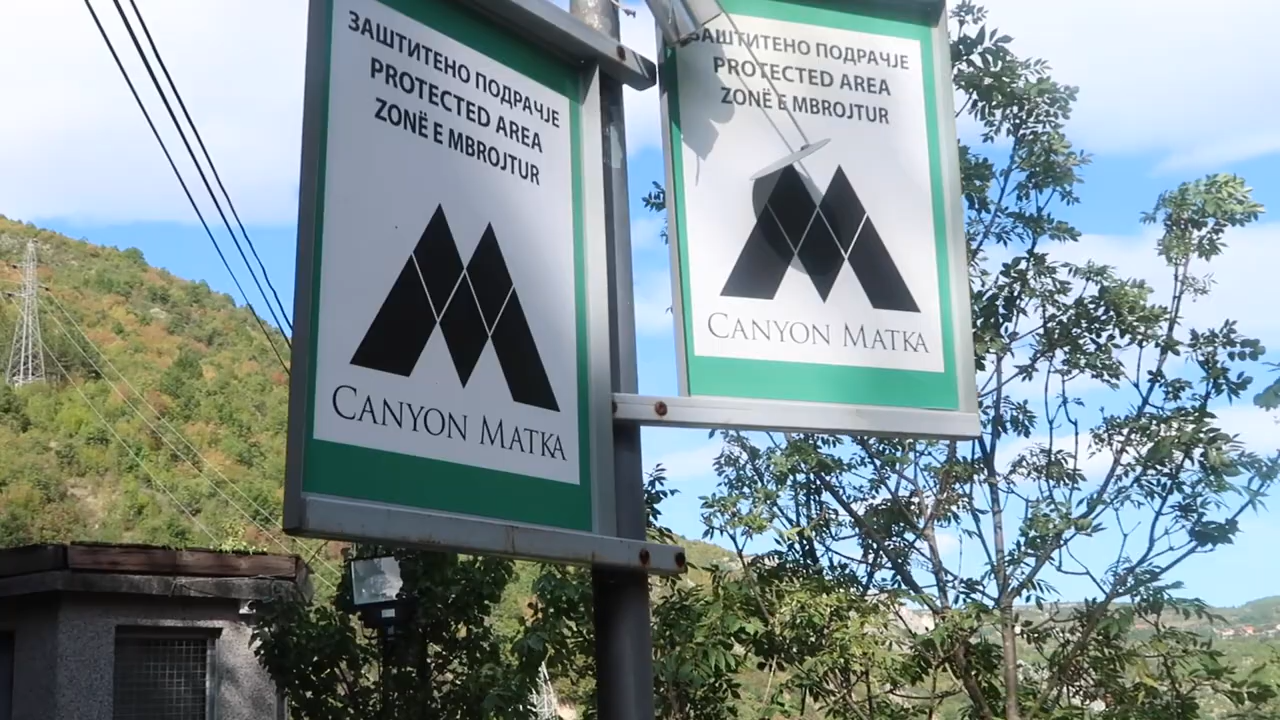 ЗАШТИТЕНО ПОДРАЧЈЕ
PROTECTED AREA
ZONË E MBROJTUR
CANYON MATKA
ЗАШТИТЕНО ПОДРАЧЈЕ
PROTECTED AREA
ZONË E MBROJTUR
CANYON MATKA